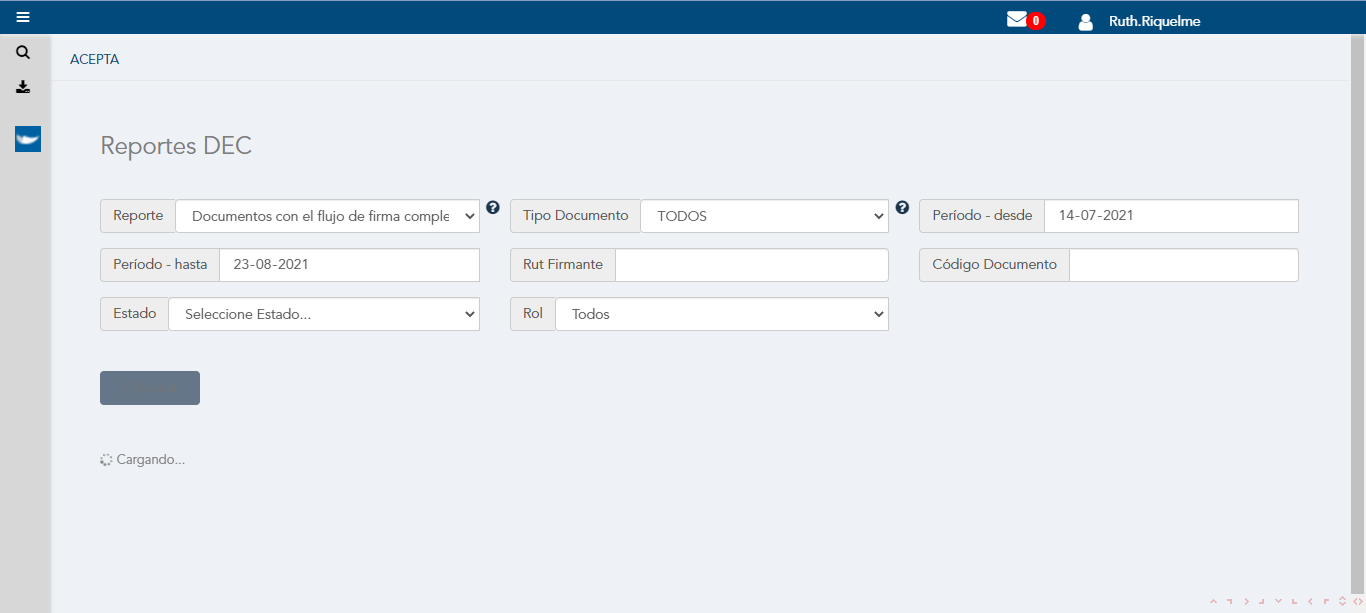 0 Ruth.Riquelme
ACEPTA
Reportes DEC
Reporte Documentos con el flujo de firma comple Tipo Documento TODOS Período - desde 14-07-2021
Período - hasta 23-08-2021 Rut Firmante Código Documento
Estado Seleccione Estado... Rol Todos
Cargando...